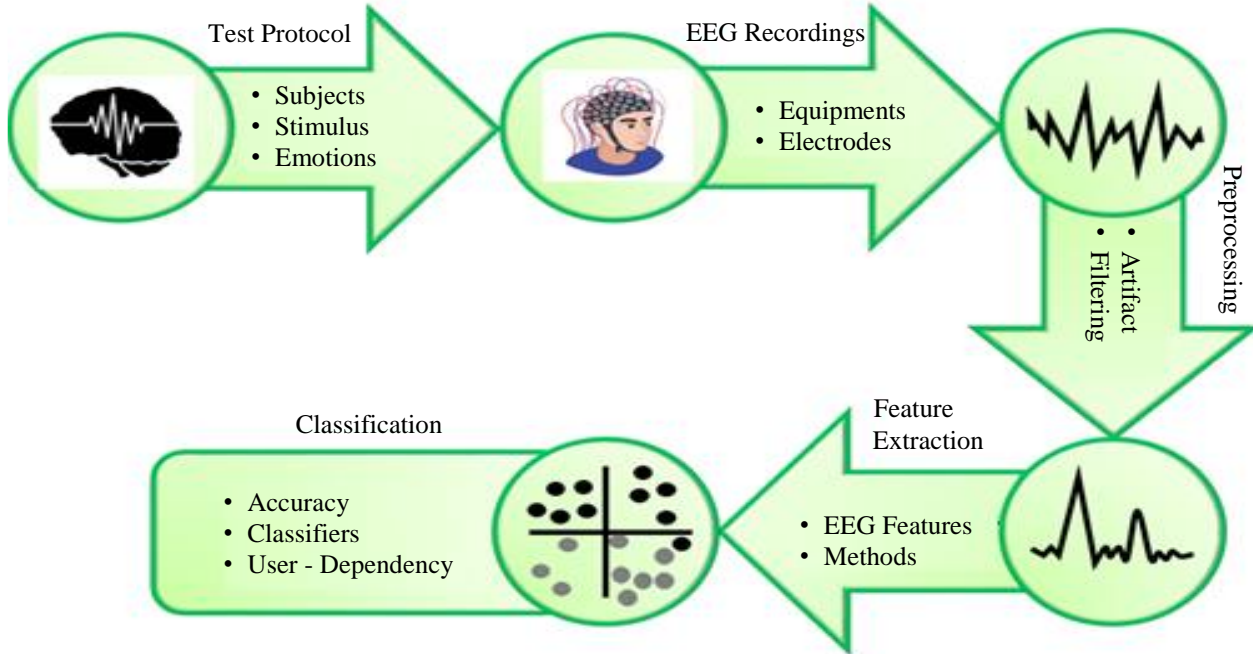 Test Protocol
• Subjects
• Stimulus
• Emotions
EEG Recordings
• Equipments
• Electrodes
Preprocessing
• Artifact
• Filtering
Feature
Extraction
• EEG Features
• Methods
Classification
• Accuracy
• Classifiers
• User - Dependency